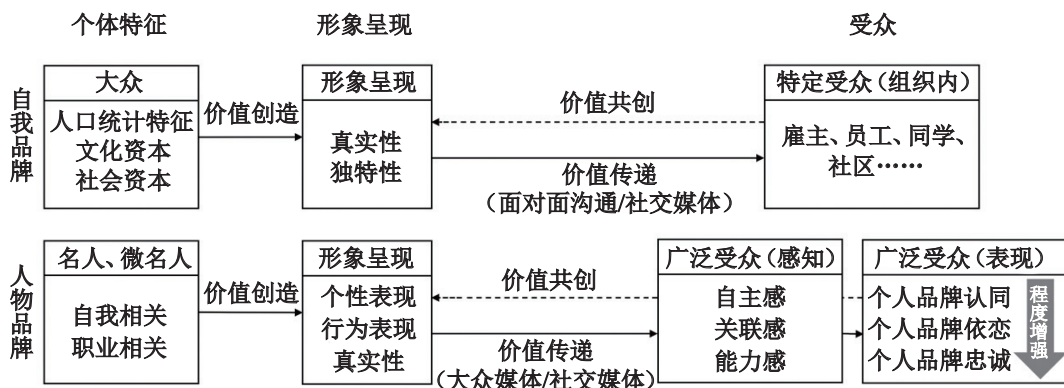 个体特征
形象呈现
受众
自我品牌
大众
人口统计特征
文化资本
社会资本
价值创造
形象呈现
真实性
独特性
价值共创
价值传递
（面对面沟通/社交媒体）
特定受众（组织内）
雇主、员工、同学、
社区……
人物品牌
名人、微名人
自我相关
职业相关
价值创造
形象呈现
个性表现
行为表现
真实性
价值共创
价值传递
（大众媒体/社交媒体）
广泛受众（感知）
自主感
关联感
能力感
广泛受众（表现）
个人品牌认同
个人品牌依恋
个人品牌忠诚
程度增强